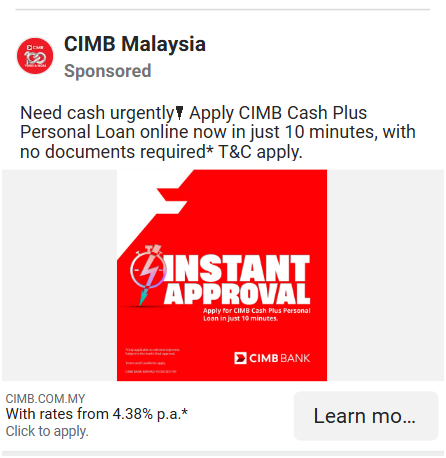 CIMB Malaysia
Sponsored
Need cash urgently? Apply CIMB Cash Plus
Personal Loan online now in just 10 minutes, with
no documents required* T&C apply.
INSTANT
APPROVAL
Apply for CIMB Cash Plus Personal
Loan in just 10 minutes.
CIMB BANK
CIMB.COM.MY
With rates from 4.38% p.a.*
Click to apply.
Learn mo...